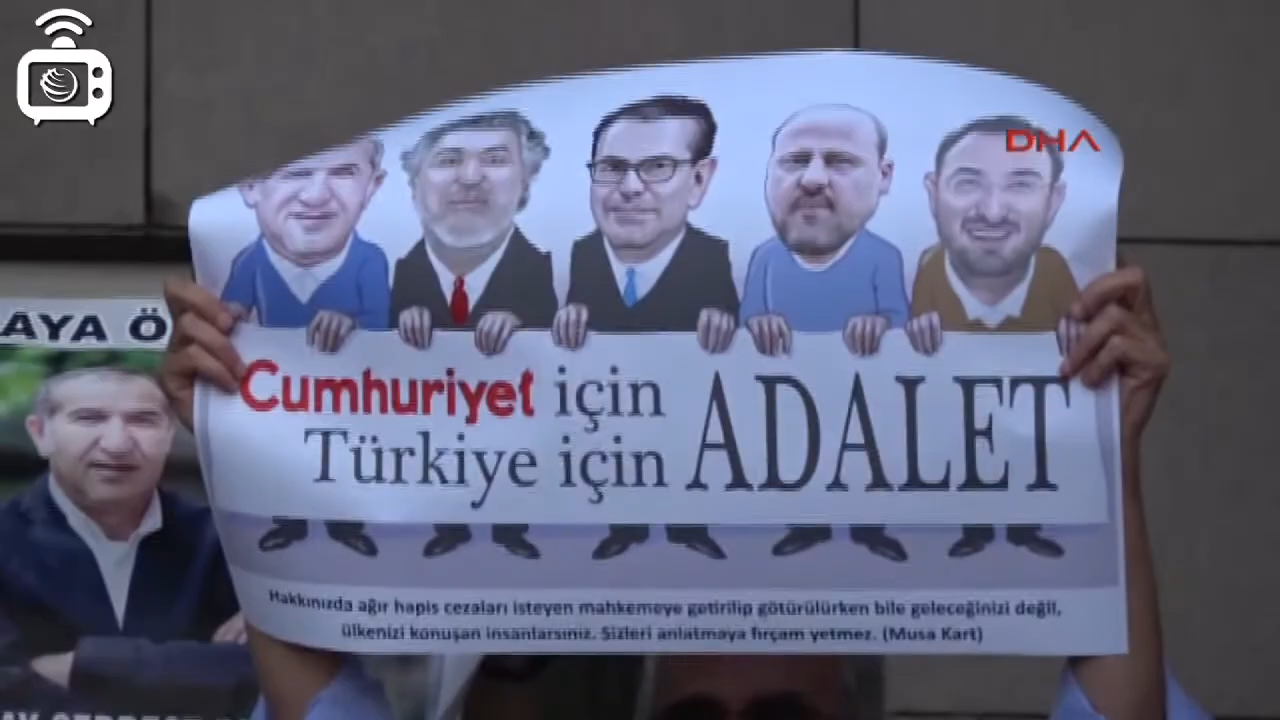 DHA
AYA Ö
Cumhuriyet için
Türkiye için ADALET
Hakkınızda ağır hapis cezaları isteyen mahkemeye getirilip götürülürken bile geleceğinizi değil,
ülkenizi konuşan insanlarsınız. Sizleri anlatmaya fırçam yetmez. (Musa Kart)